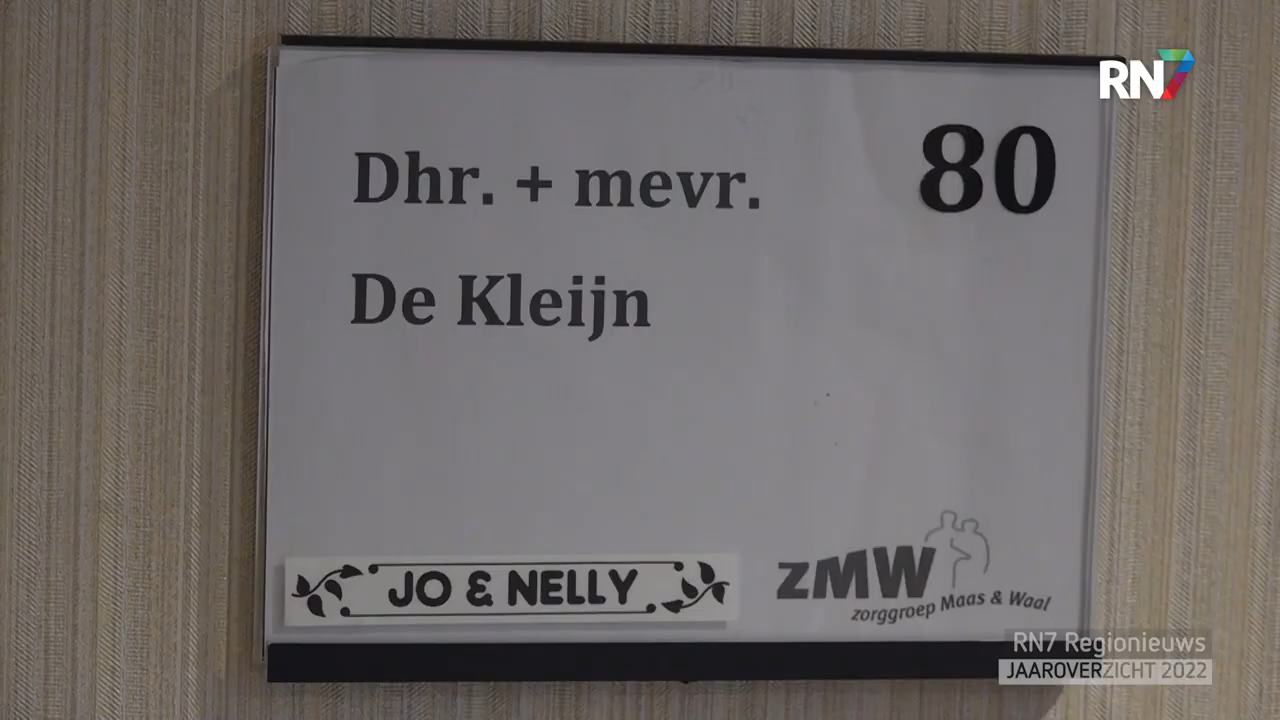 RN7
80
Dhr. + mevr.
De Kleijn
JO & NELLY
ZMW
zorggroep Maas & Waal
RN7 Regionieuws
JAAROVERZICHT 2022